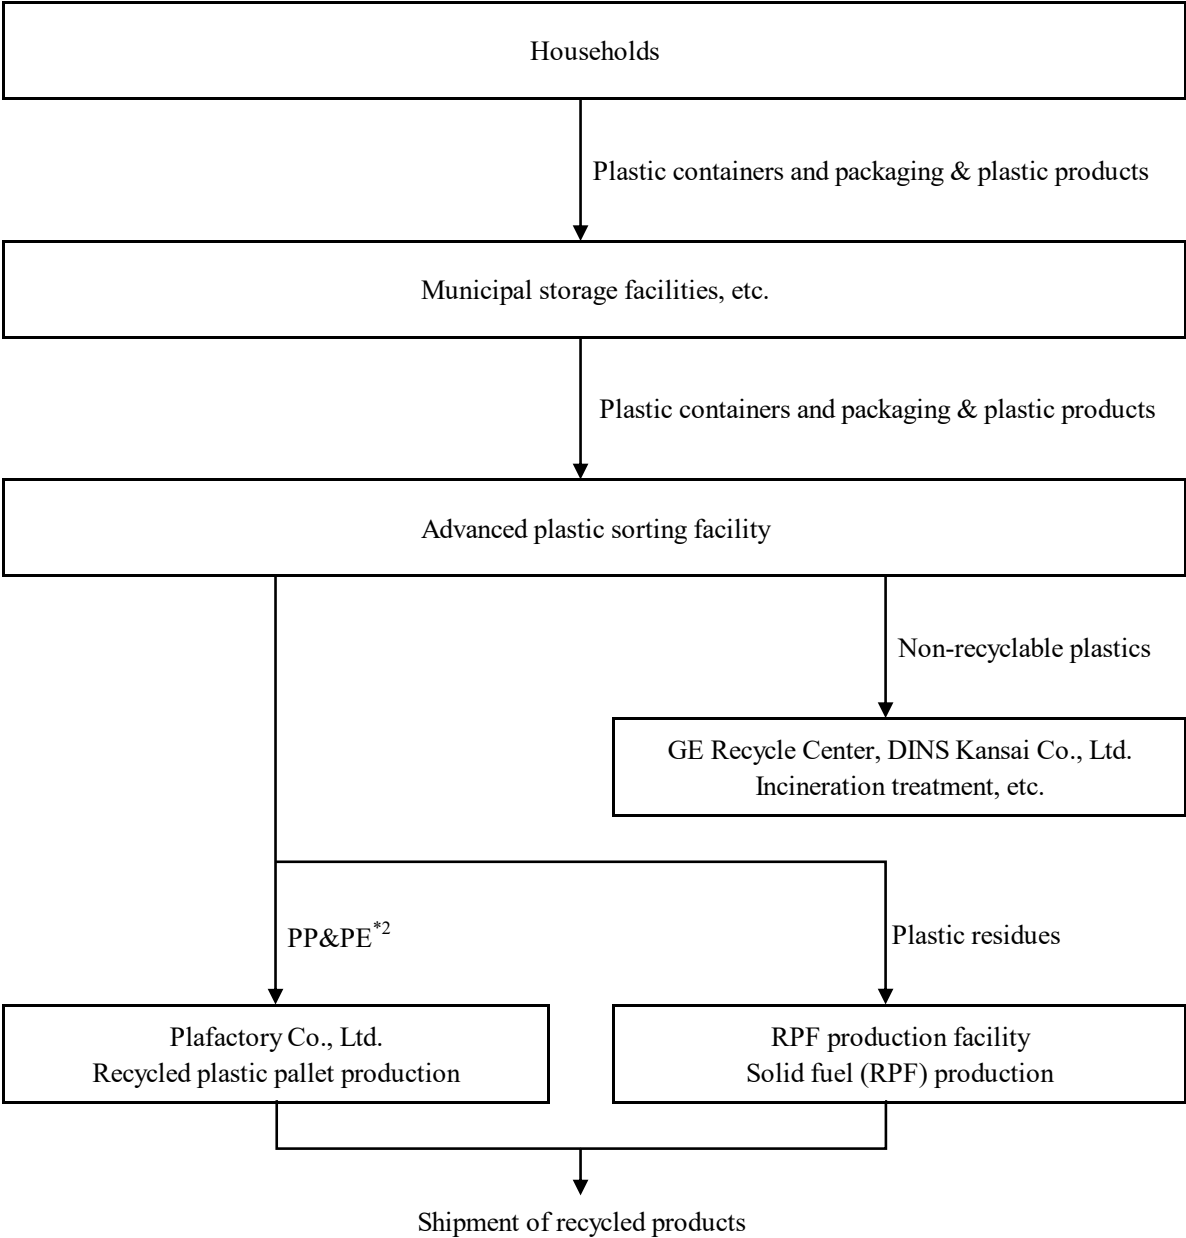 Households
Plastic containers and packaging & plastic products
Municipal storage facilities, etc.
Plastic containers and packaging & plastic products
Advanced plastic sorting facility
Non-recyclable plastics
GE Recycle Center, DINS Kansai Co., Ltd.
Incineration treatment, etc.
PP&PE*2
Plastic residues
Plafactory Co., Ltd.
Recycled plastic pallet production
RPF production facility
Solid fuel (RPF) production
Shipment of recycled products